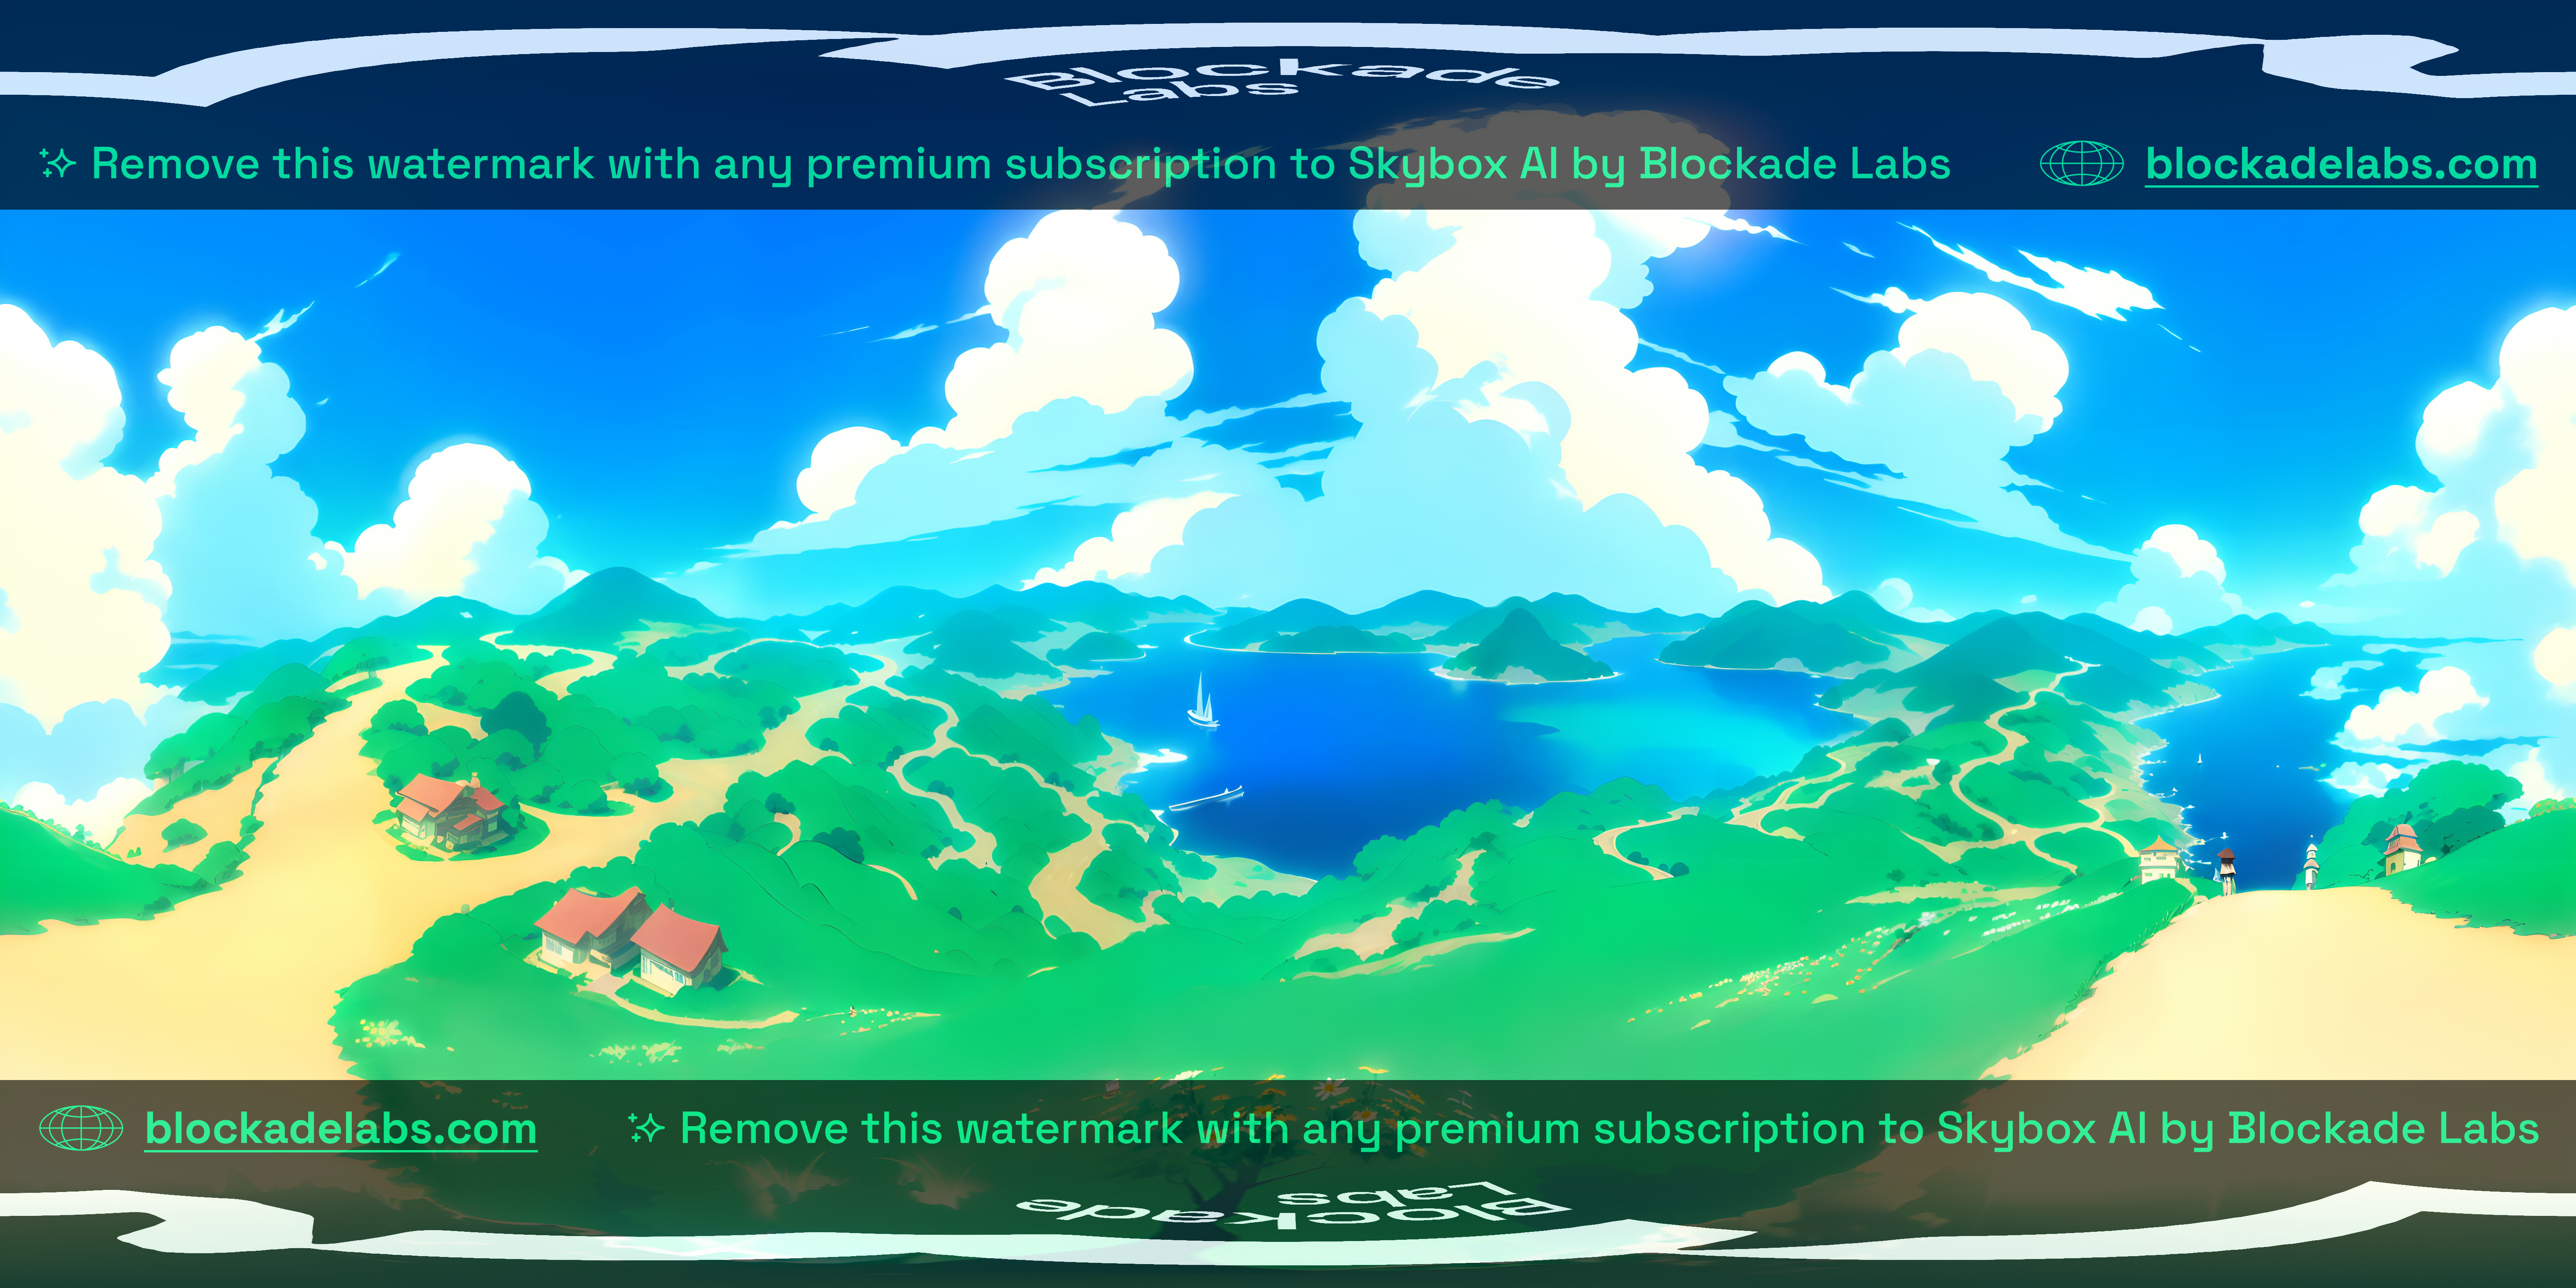 Blockade
Labs
Remove this watermark with any premium subscription to Skybox AI by Blockade Labs
blockadelabs.com
blockadelabs.com
Remove this watermark with any premium subscription to Skybox AI by Blockade Labs
Labs
Blockade